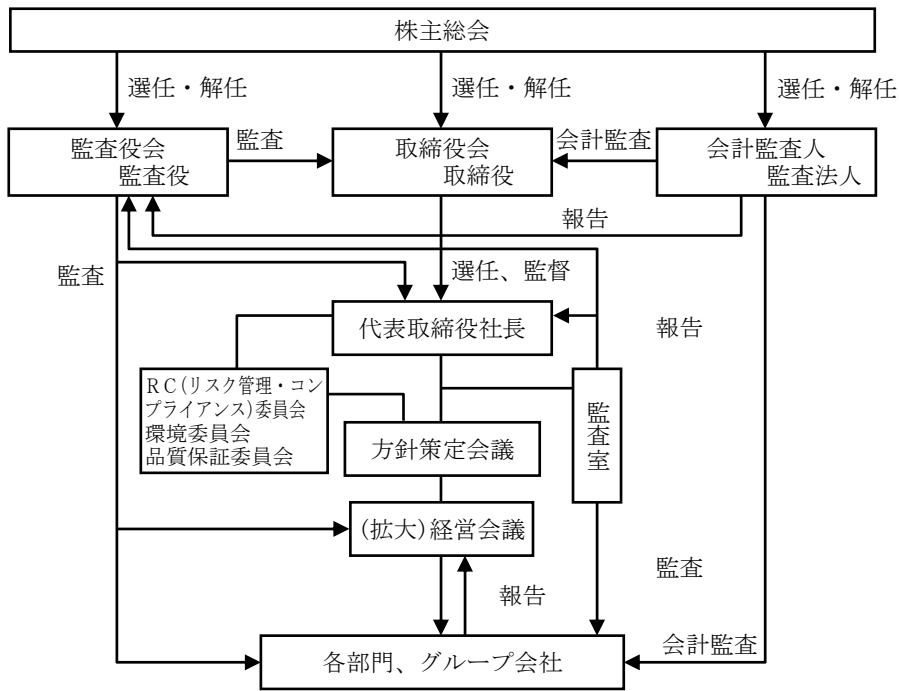 株主総会
選任・解任
選任・解任
選任・解任
監査役会
監査役
監査
取締役会
取締役
会計監査
会計監査人
監査法人
報告
監査
選任、監督
代表取締役社長
報告
RC(リスク管理・コン
プライアンス)委員会
環境委員会
品質保証委員会
方針策定会議
監査室
(拡大)経営会議
監査
報告
会計監査
各部門、グループ会社